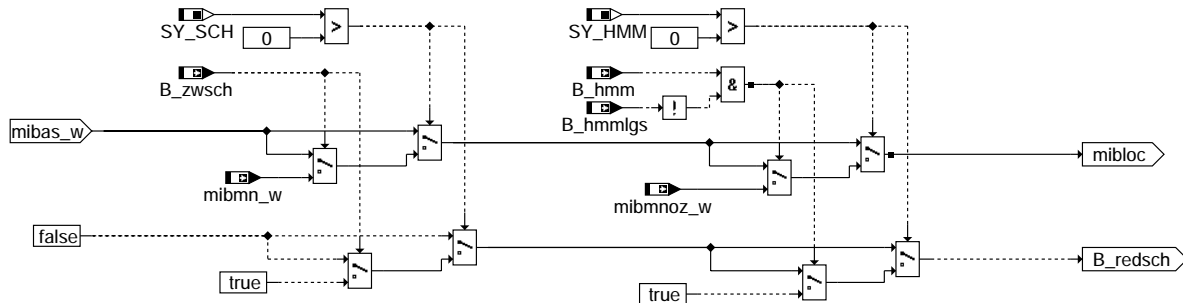 SY_SCH
0
>
SY_HMM
0
>
B_zwsch
B_hmm
&
B_hmmlgs
!
mibas_w
mibloc
mibmn_w
mibmnoz_w
false
true
B_redsch
true